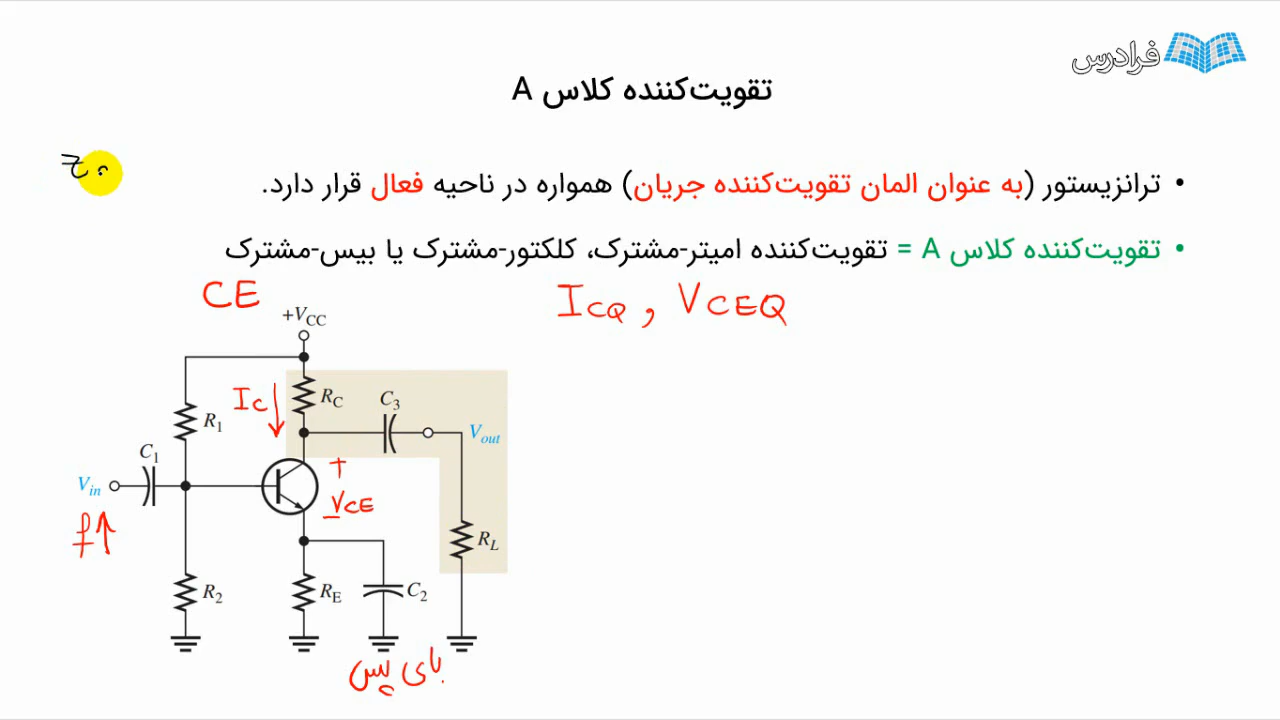 فرادرس
تقویت‌کننده کلاس A
• ترانزیستور (به عنوان المان تقویت‌کننده جریان) همواره در ناحیه فعال قرار دارد.
• تقویت‌کننده کلاس A = تقویت‌کننده امیتر-مشترک، کلکتور-مشترک یا بیس-مشترک
CE
ICQ , VCEQ
+VCC
IC
RC
C3
R1
Vout
C1
+
Vin
VCE
-
f↑
RL
R2
RE
C2
بای پس